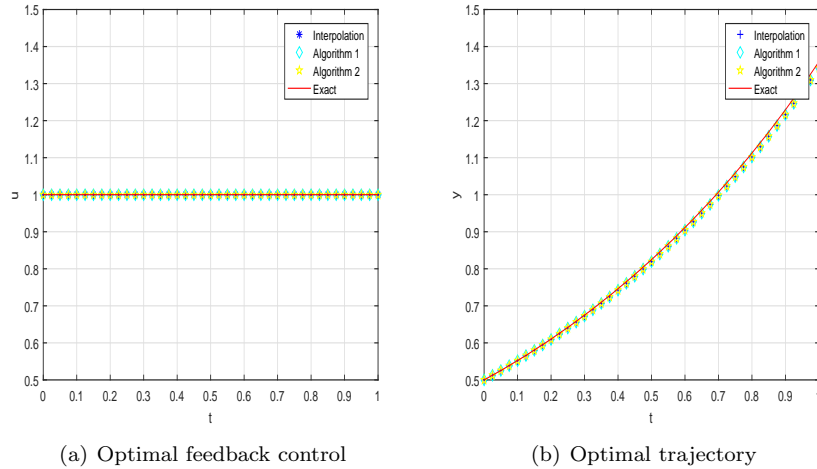 1.5
1.4
1.3
1.2
1.1
1
0.9
0.8
0.7
0.6
0.5
u
0 0.1 0.2 0.3 0.4 0.5 0.6 0.7 0.8 0.9 1
t
Interpolation
Algorithm 1
Algorithm 2
Exact
(a) Optimal feedback control
1.5
1.4
1.3
1.2
1.1
1
0.9
0.8
0.7
0.6
0.5
y
0 0.1 0.2 0.3 0.4 0.5 0.6 0.7 0.8 0.9
t
Interpolation
Algorithm 1
Algorithm 2
Exact
(b) Optimal trajectory